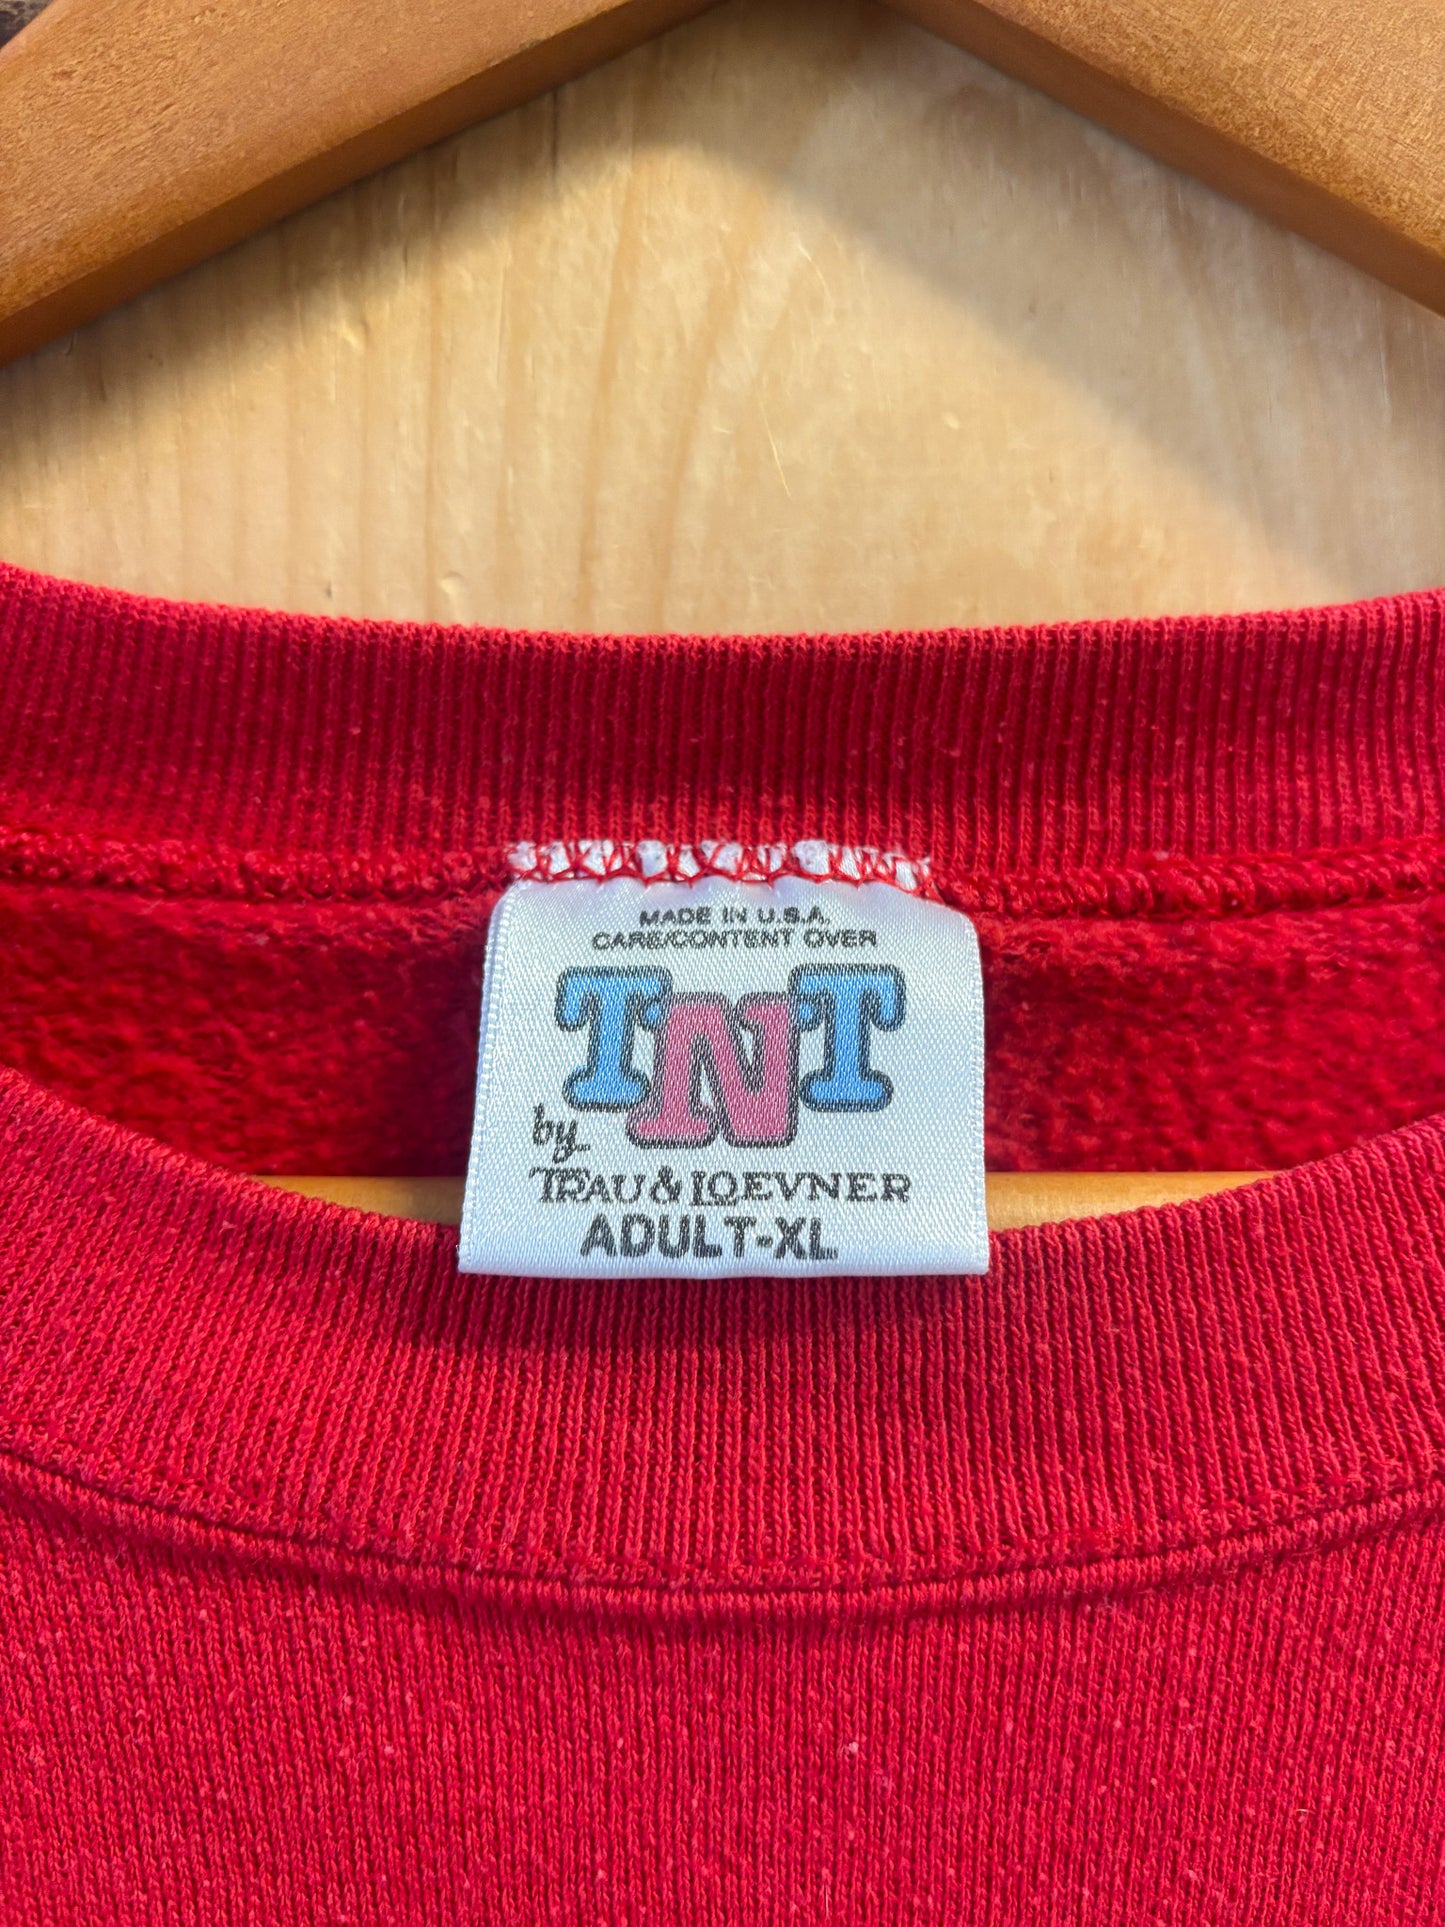 MADE IN U.S.A.
CARE/CONTENT OVER
TNT
by
TRAU & LOEVNER
ADULT-XL